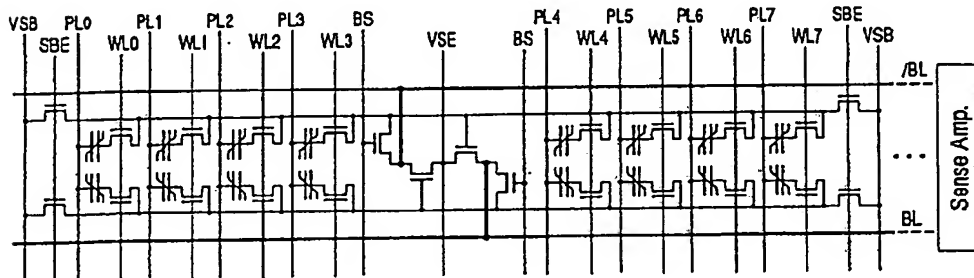 VSB PL0 PL1 PL2 PL3 BS PL4 PL5 PL6 PL7 SBE
SBE WL0 WL1 WL2 WL3 VSE BS WL4 WL5 WL6 WL7 VSB
/BL
BL
Sense Amp.